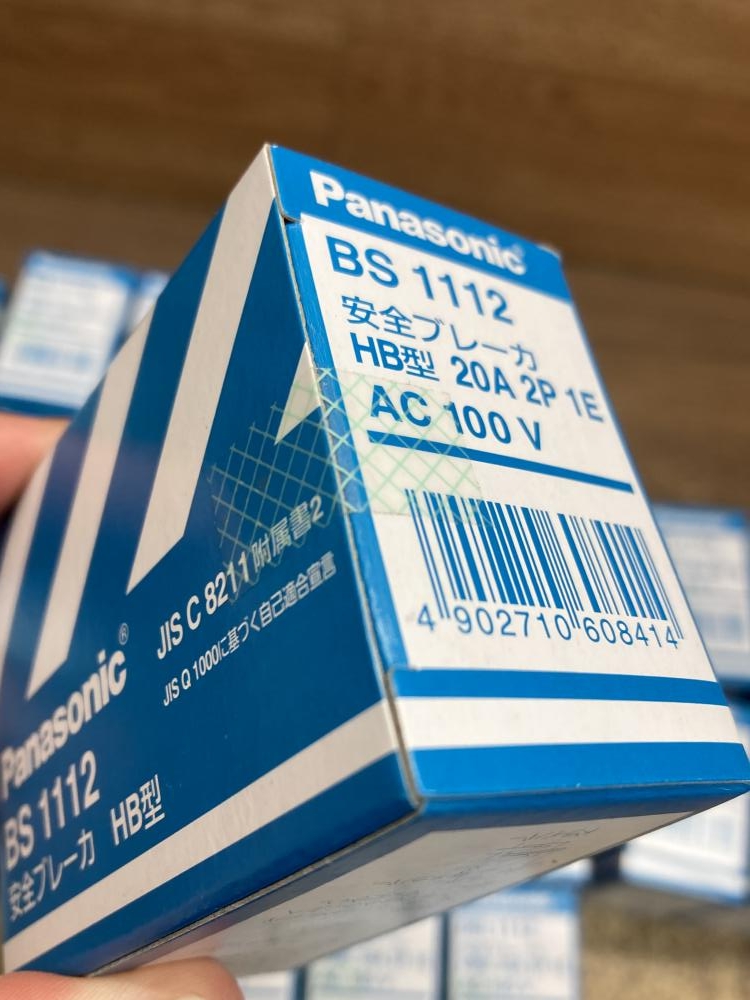 Panasonic
BS 1112
安全ブレーカ
HB型 20A 2P 1E
AC 100 V
4 902710 608414
JIS C 8211 附属書2
JIS Q 1000に基づく自己適合宣言
Panasonic®
BS 1112
安全ブレーカ HB型